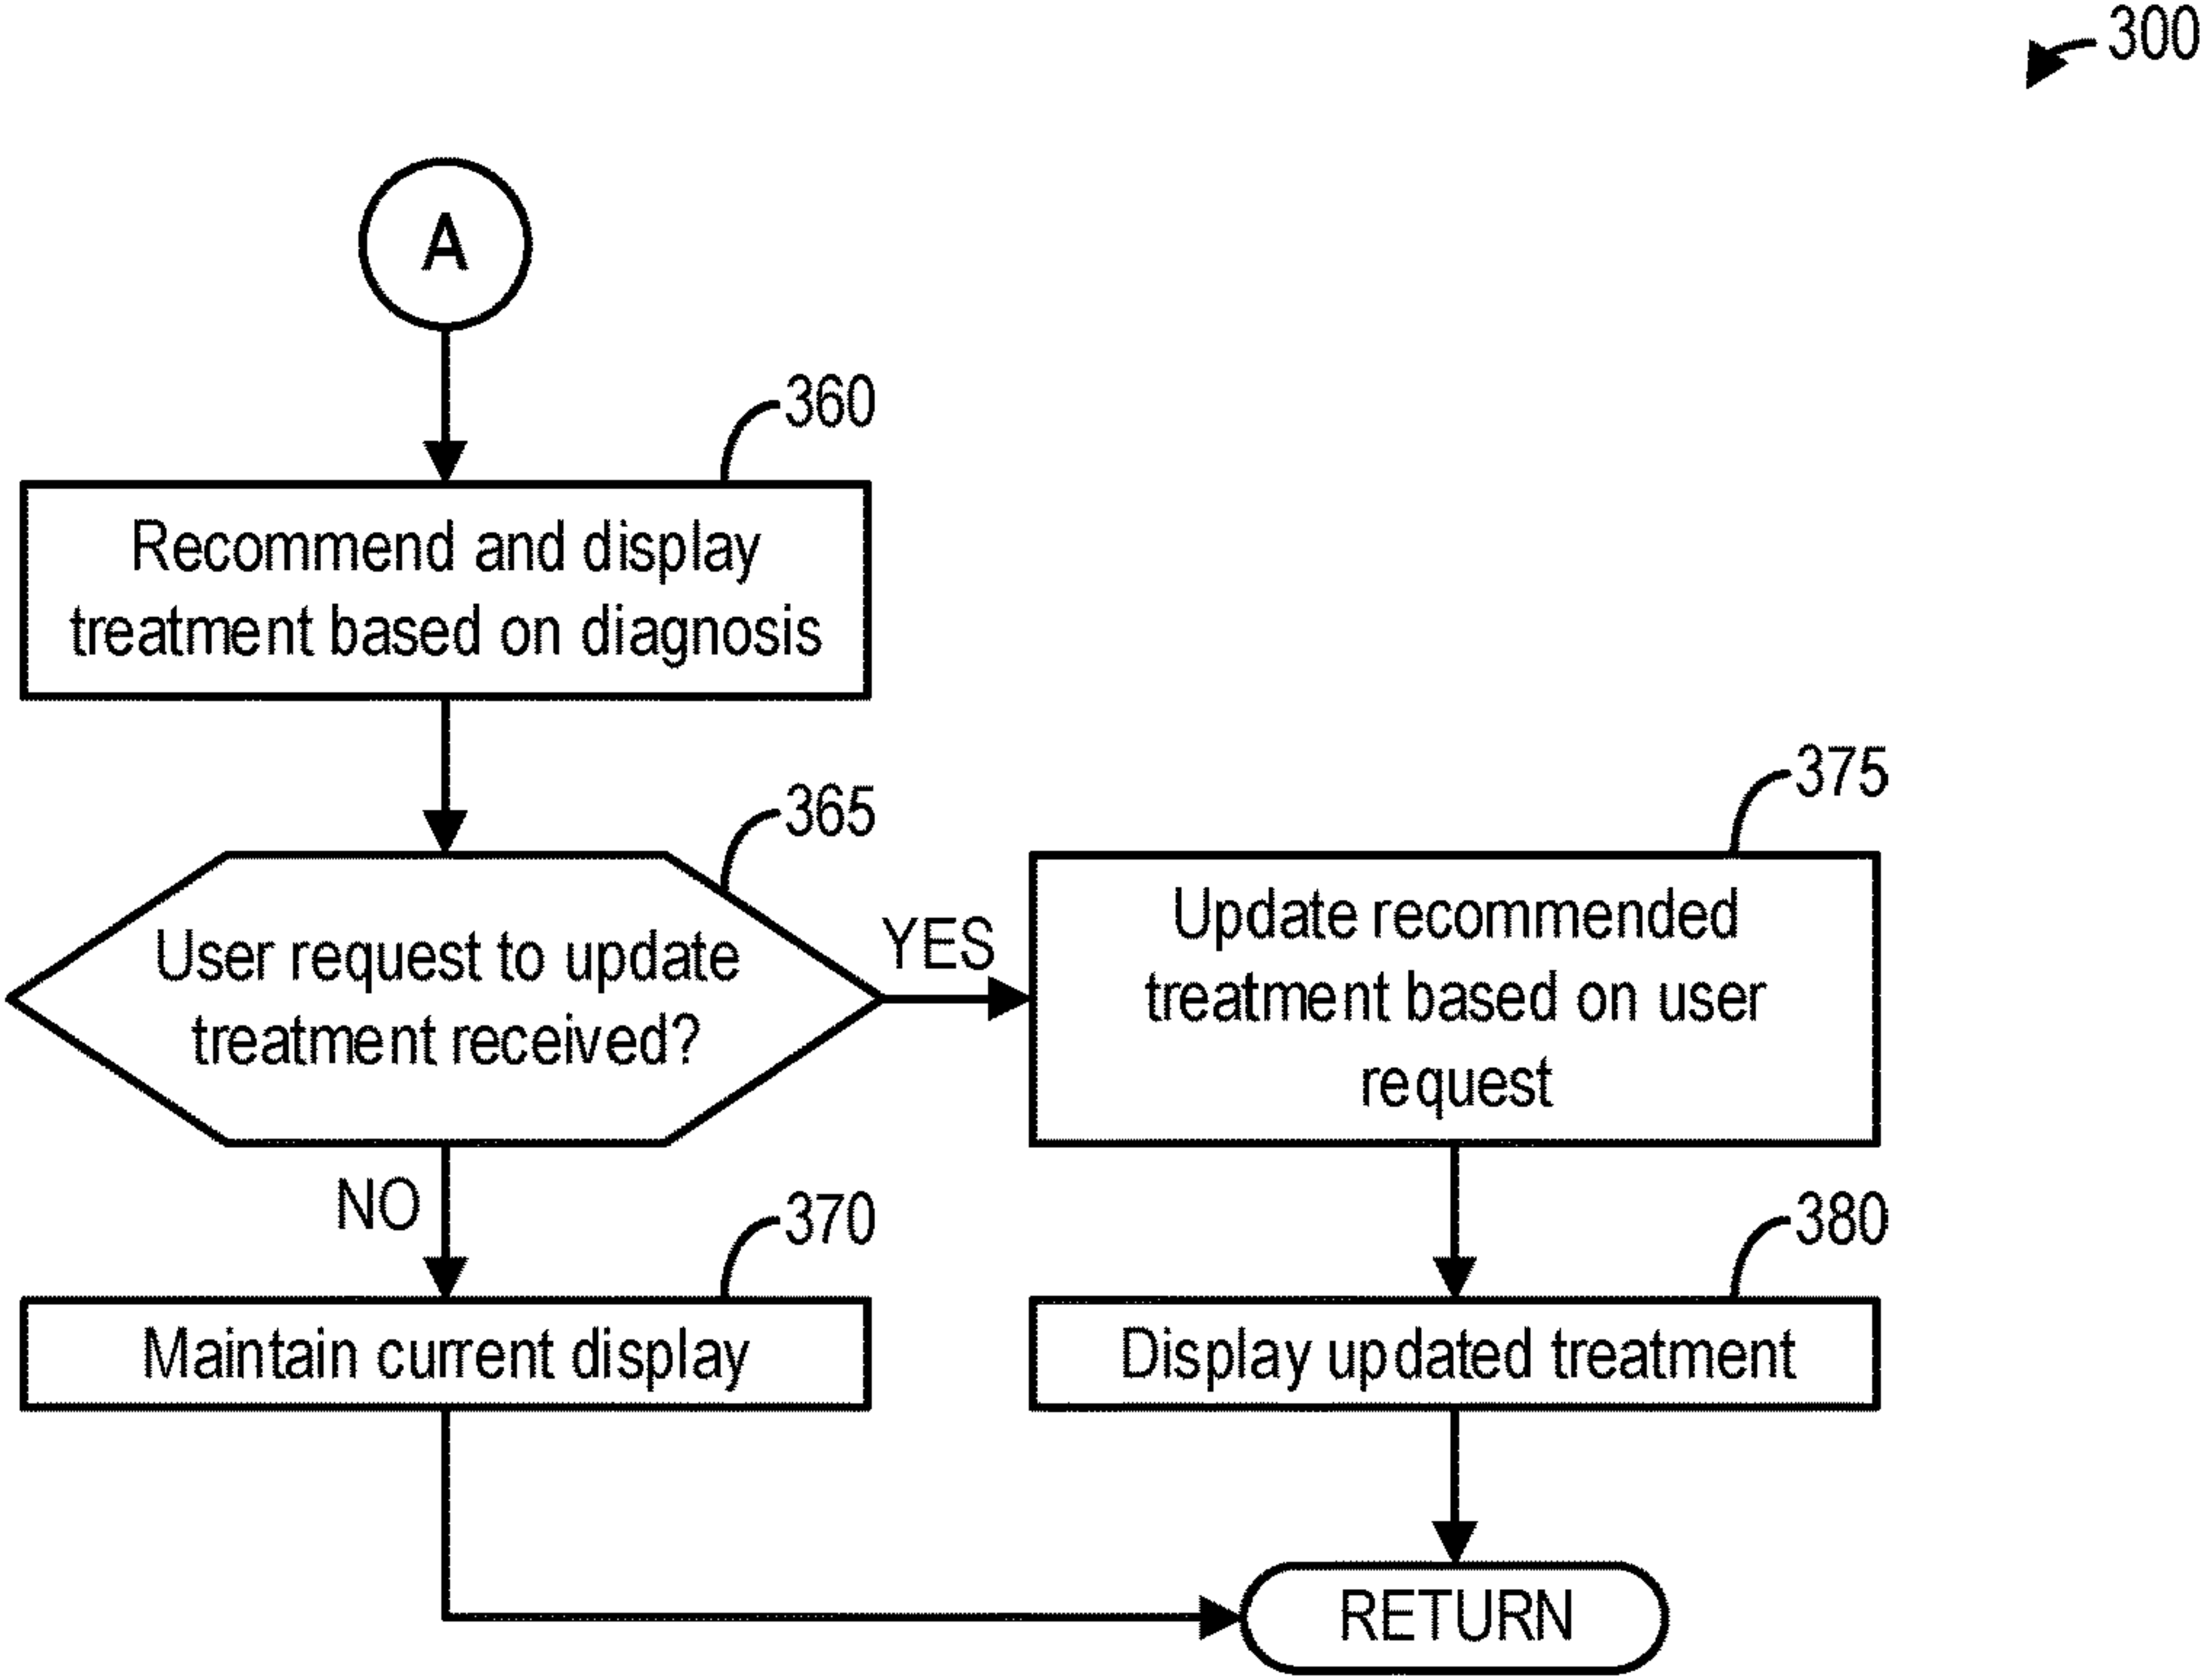 300
A
360
Recommend and display
treatment based on diagnosis
365
User request to update
treatment received?
YES
375
Update recommended
treatment based on user
request
NO
370
Maintain current display
380
Display updated treatment
RETURN